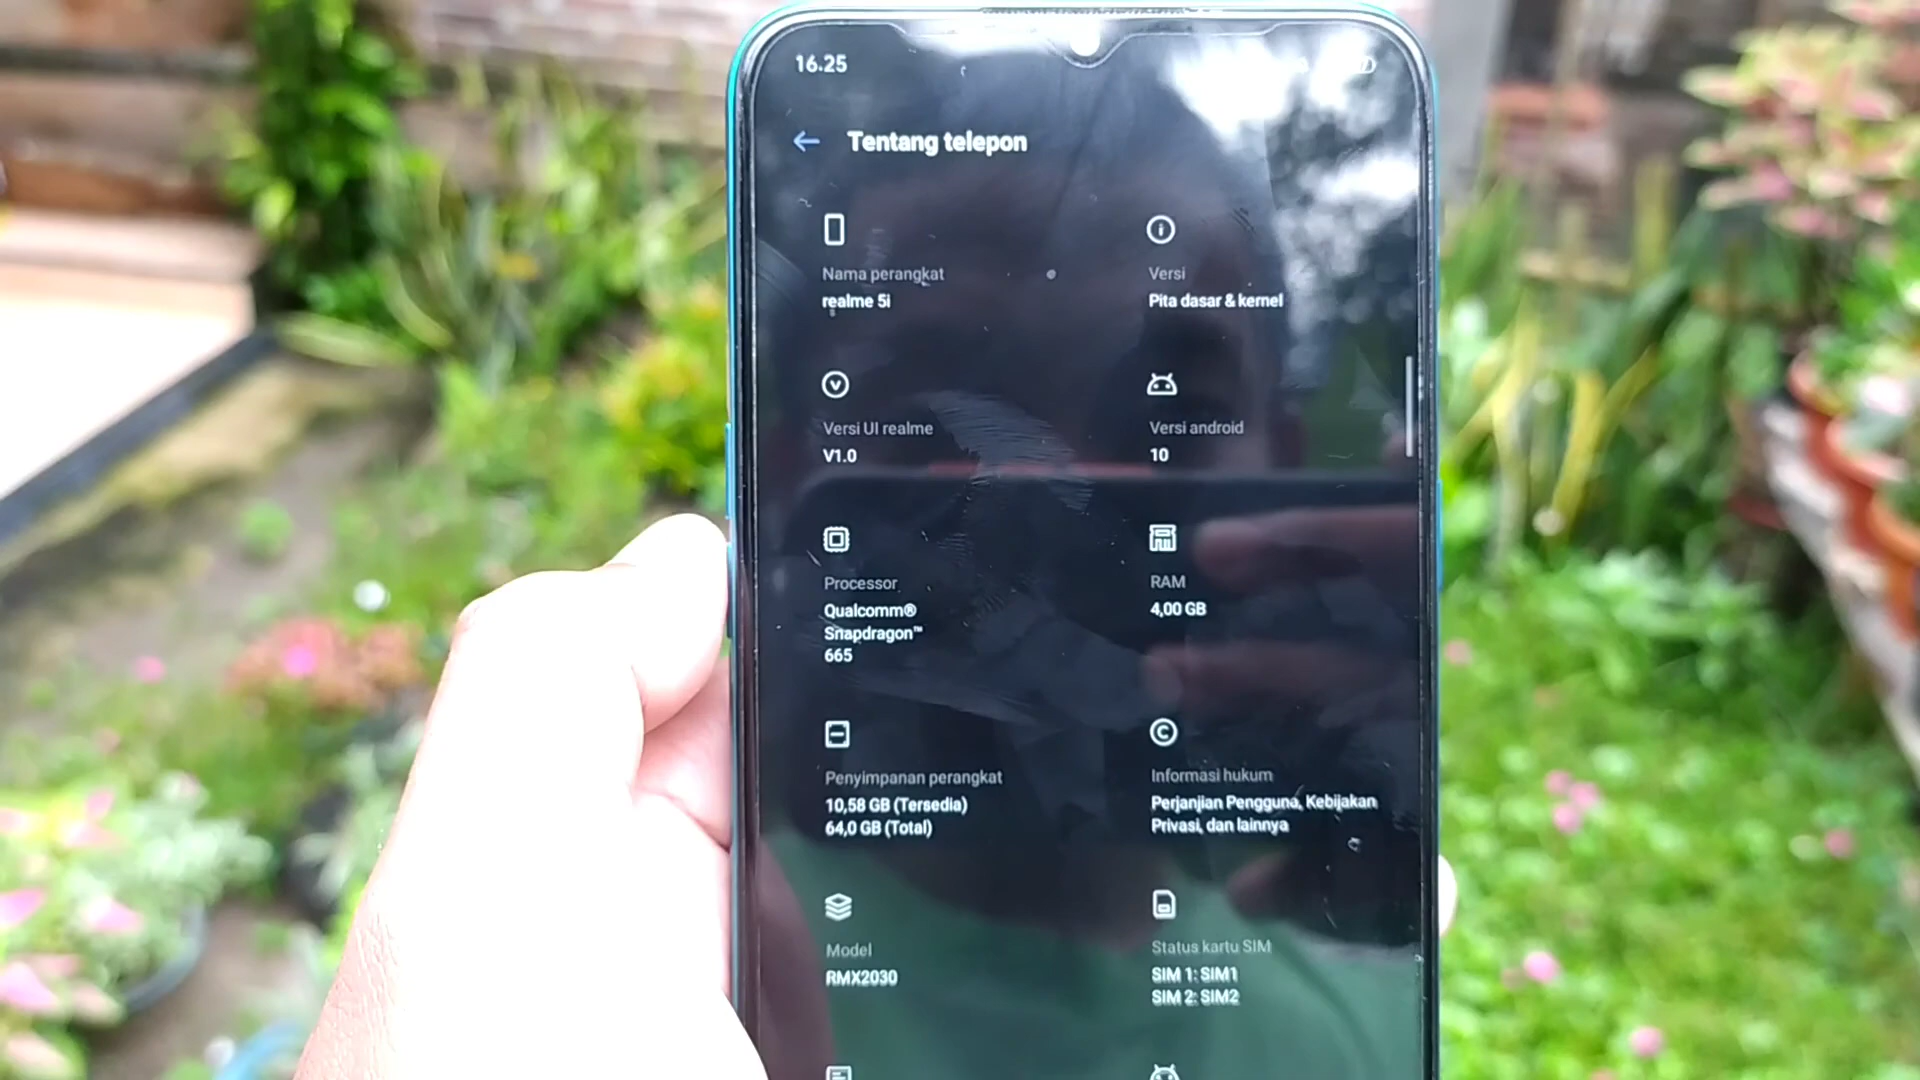 16.25
Tentang telepon
Nama perangkat
realme 5i
Versi
Pita dasar & kernel
Versi UI realme
V1.0
Versi android
10
Processor
Qualcomm®
Snapdragon™
665
RAM
4,00 GB
Penyimpanan perangkat
10,58 GB (Tersedia)
64,0 GB (Total)
Informasi hukum
Perjanjian Pengguna, Kebijakan
Privasi, dan lainnya
Model
RMX2030
Status kartu SIM
SIM 1: SIM1
SIM 2: SIM2